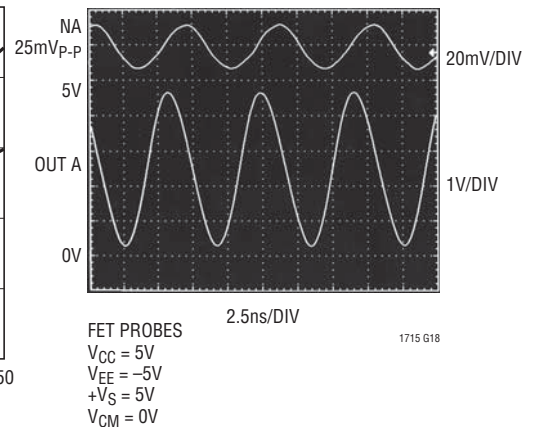 NA
25mVP-P
20mV/DIV
5V
OUT A
1V/DIV
0V
2.5ns/DIV
FET PROBES
VCC = 5V
VEE = –5V
+VS = 5V
VCM = 0V
1715 G18
50